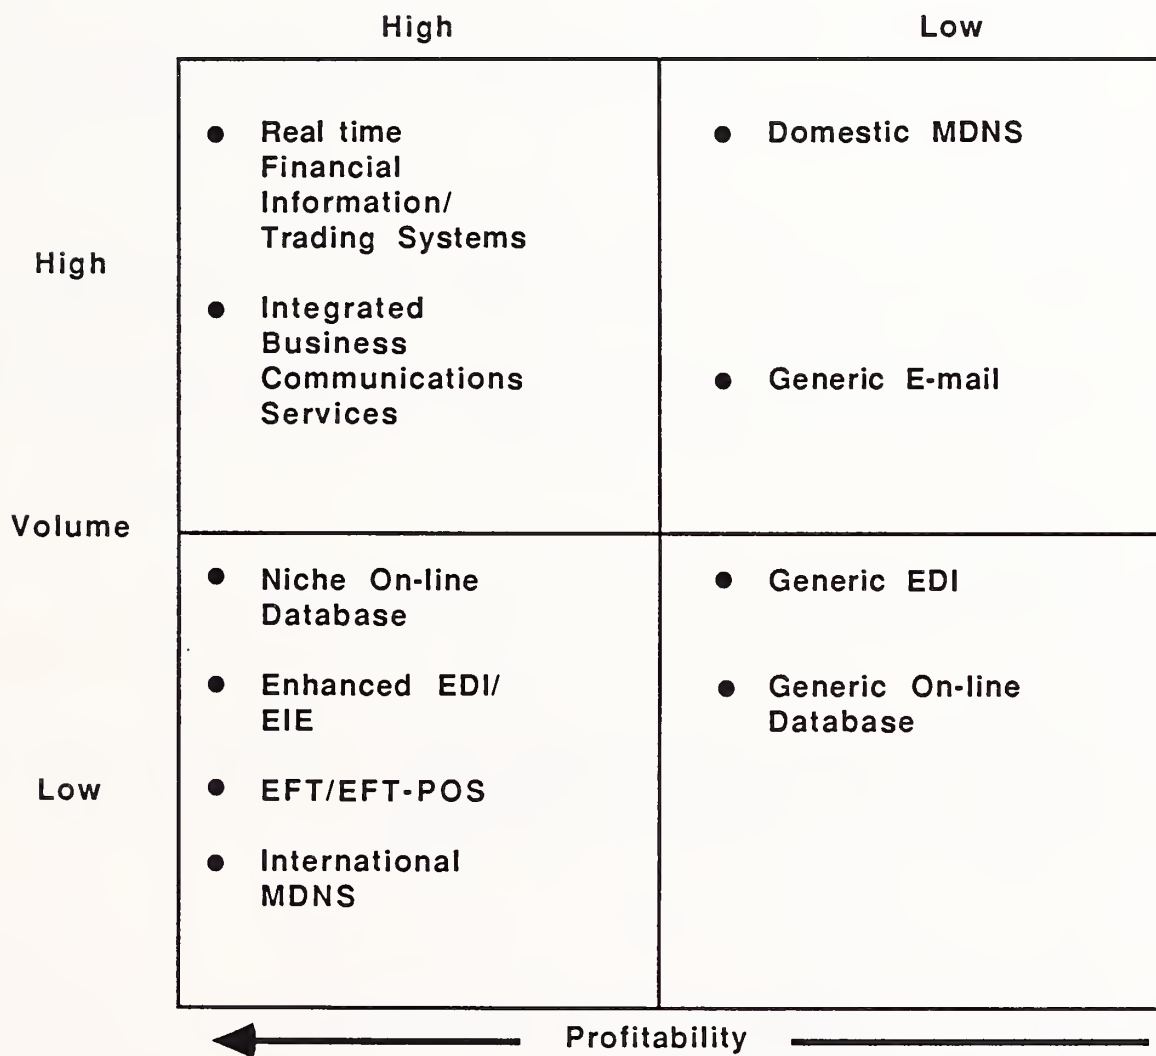 High
Low
High
● Real time
Financial
Information/
Trading Systems
● Integrated
Business
Communications
Services
● Domestic MDNS
● Generic E-mail
Volume
Low
● Niche On-line
Database
● Enhanced EDI/
EIE
● EFT/EFT-POS
● International
MDNS
● Generic EDI
● Generic On-line
Database
Profitability